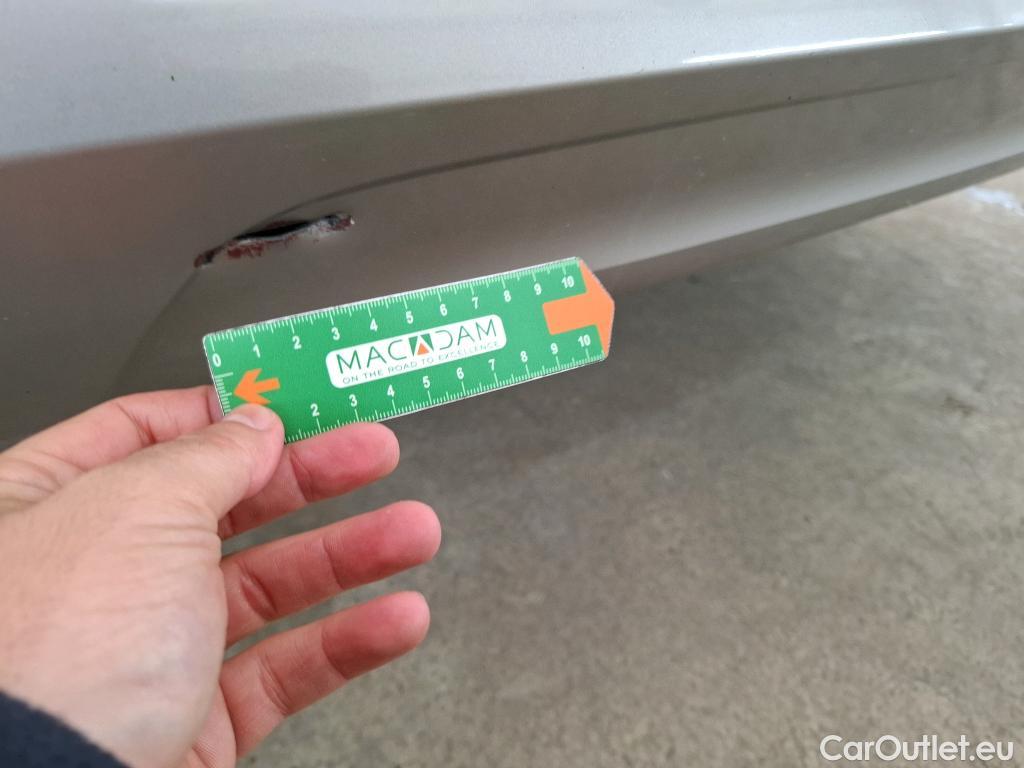 0 1 2 3 4 5 6 7 8 9 10
MACADAM
ON THE ROAD TO EXCELLENCE
2 3 4 5 6 7 8 9 10
CarOutlet.eu